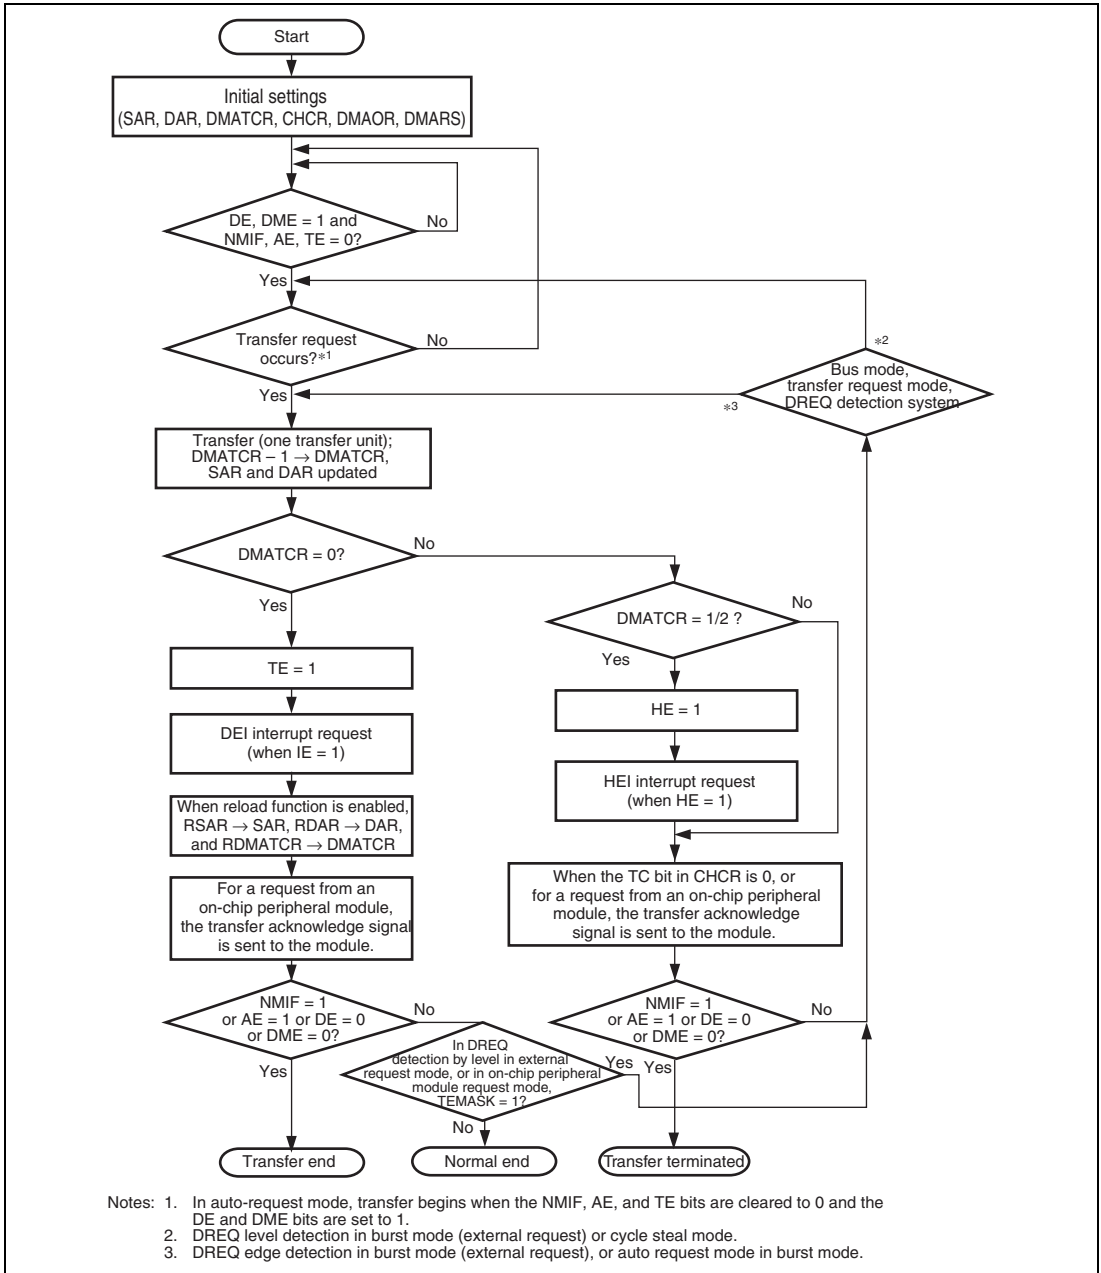 Start
Initial settings
(SAR, DAR, DMATCR, CHCR, DMAOR, DMARS)
DE, DME = 1 and
NMIF, AE, TE = 0?
No
Yes
Transfer request
occurs?*1
No
Yes
*2
Bus mode,
transfer request mode,
DREQ detection system
*3
Transfer (one transfer unit);
DMATCR – 1 → DMATCR,
SAR and DAR updated
DMATCR = 0?
No
Yes
DMATCR = 1/2 ?
No
Yes
TE = 1
HE = 1
DEI interrupt request
(when IE = 1)
HEI interrupt request
(when HE = 1)
When reload function is enabled,
RSAR → SAR, RDAR → DAR,
and RDMATCR → DMATCR
For a request from an
on-chip peripheral module,
the transfer acknowledge signal
is sent to the module.
When the TC bit in CHCR is 0, or
for a request from an on-chip peripheral
module, the transfer acknowledge
signal is sent to the module.
NMIF = 1
or AE = 1 or DE = 0
or DME = 0?
No
Yes
NMIF = 1
or AE = 1 or DE = 0
or DME = 0?
No
Yes
In DREQ
detection by level in external
request mode, or in on-chip peripheral
module request mode,
TEMASK = 1?
Yes
No
Transfer end
Normal end
Transfer terminated
Notes: 1. In auto-request mode, transfer begins when the NMIF, AE, and TE bits are cleared to 0 and the
DE and DME bits are set to 1.
2. DREQ level detection in burst mode (external request) or cycle steal mode.
3. DREQ edge detection in burst mode (external request), or auto request mode in burst mode.